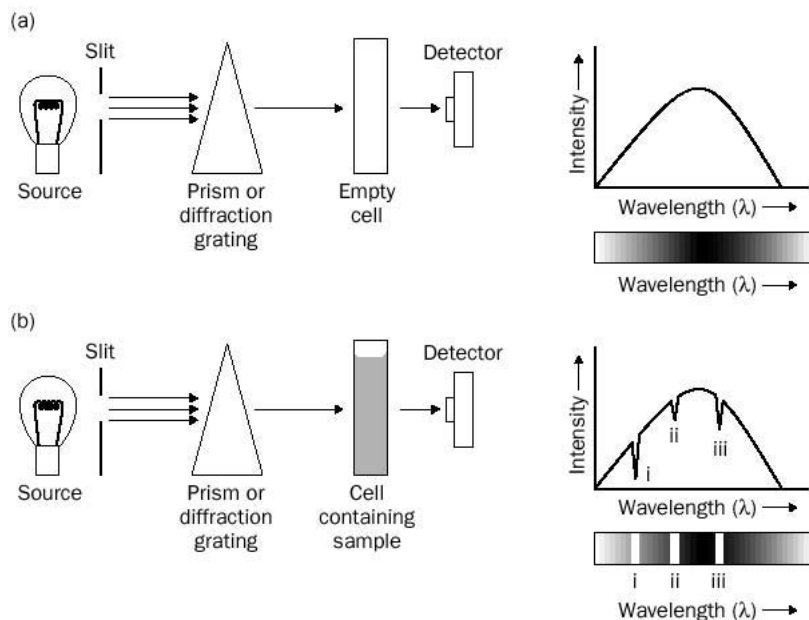 (a)
Slit
Detector
Source
Prism or
diffraction
grating
Empty
cell
Intensity
Wavelength (λ)
Wavelength (λ)
(b)
Slit
Detector
Source
Prism or
diffraction
grating
Cell
containing
sample
Intensity
i
ii
iii
Wavelength (λ)
i ii iii
Wavelength (λ)